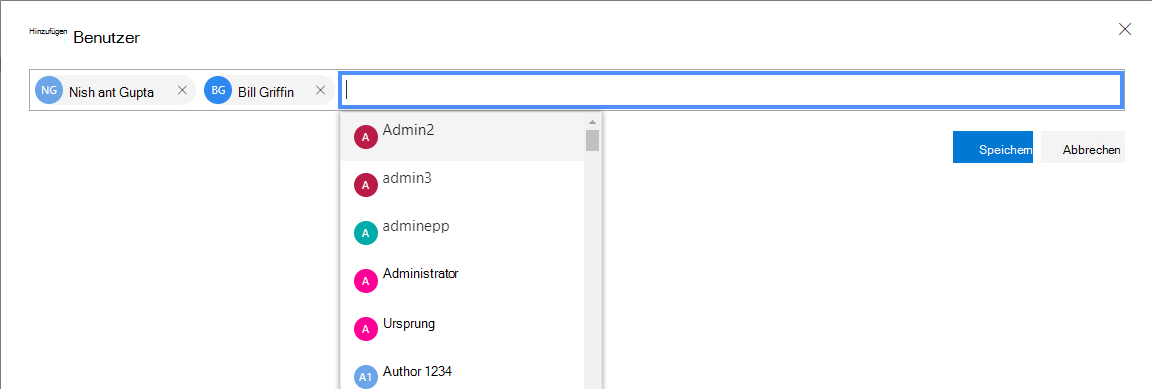 Hinzufügen Benutzer
NG Nish ant Gupta BG Bill Griffin
A Admin2
Speichern Abbrechen
A admin3
A adminepp
A Administrator
A Ursprung
A1 Author 1234